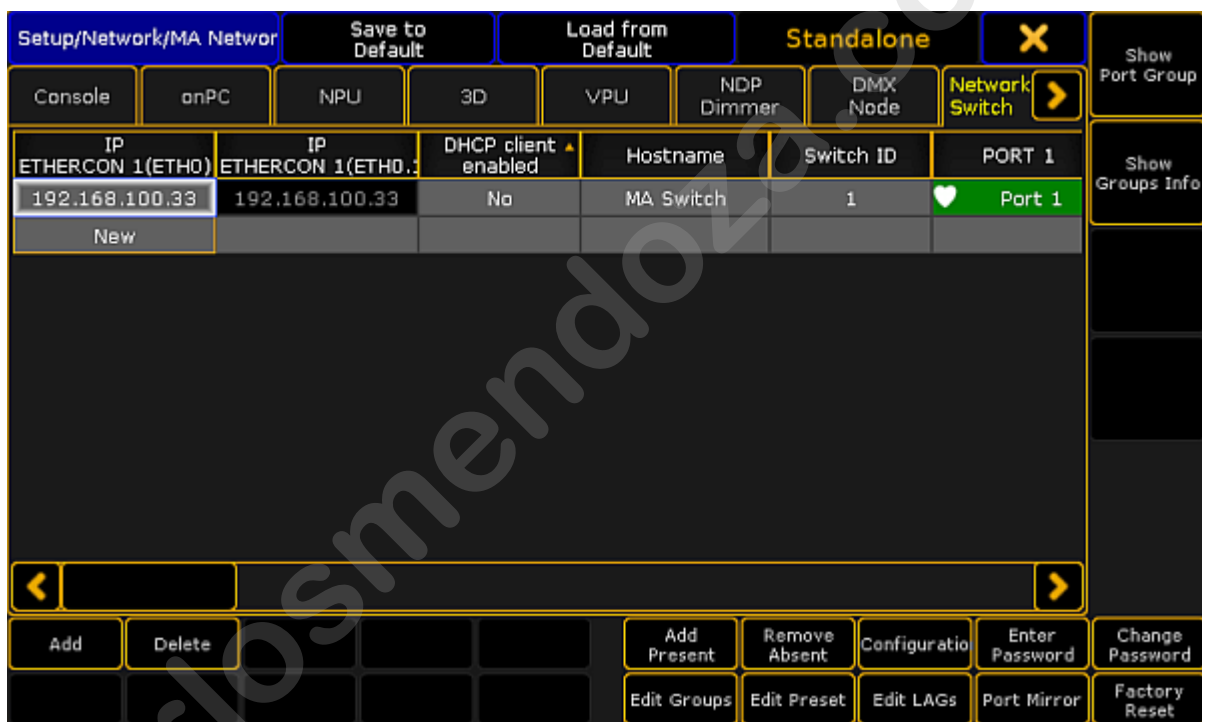 Setup/Network/MA Networ
Save to
Default
Load from
Default
Standalone
Show
Port Group
Console
onPC
NPU
3D
VPU
NDP
Dimmer
DMX
Node
Network
Switch
IP
ETHERCON 1(ETH0)
IP
ETHERCON 1(ETH0.
DHCP client
enabled
Hostname
Switch ID
PORT 1
Show
Groups Info
192.168.100.33
192.168.100.33
No
MA Switch
1
Port 1
New
Add
Delete
Add
Present
Remove
Absent
Configuratio
Enter
Password
Change
Password
Edit Groups
Edit Preset
Edit LAGs
Port Mirror
Factory
Reset
losmendoza.co